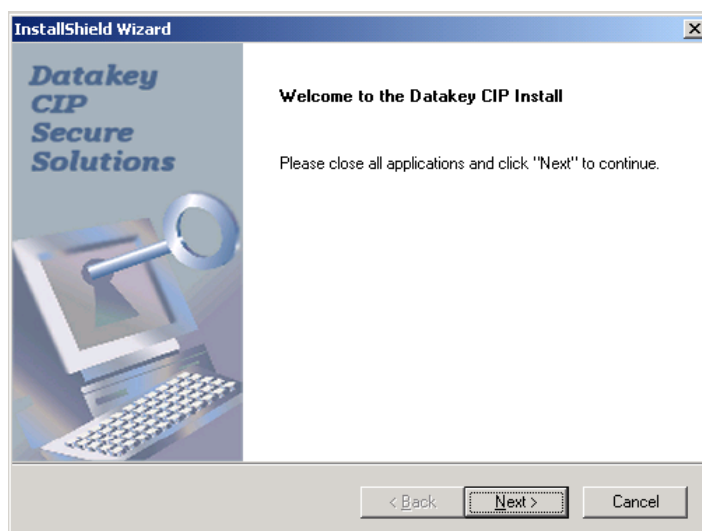 InstallShield Wizard
Datakey
CIP
Secure
Solutions
Welcome to the Datakey CIP Install
Please close all applications and click "Next" to continue.
< Back
Next >
Cancel